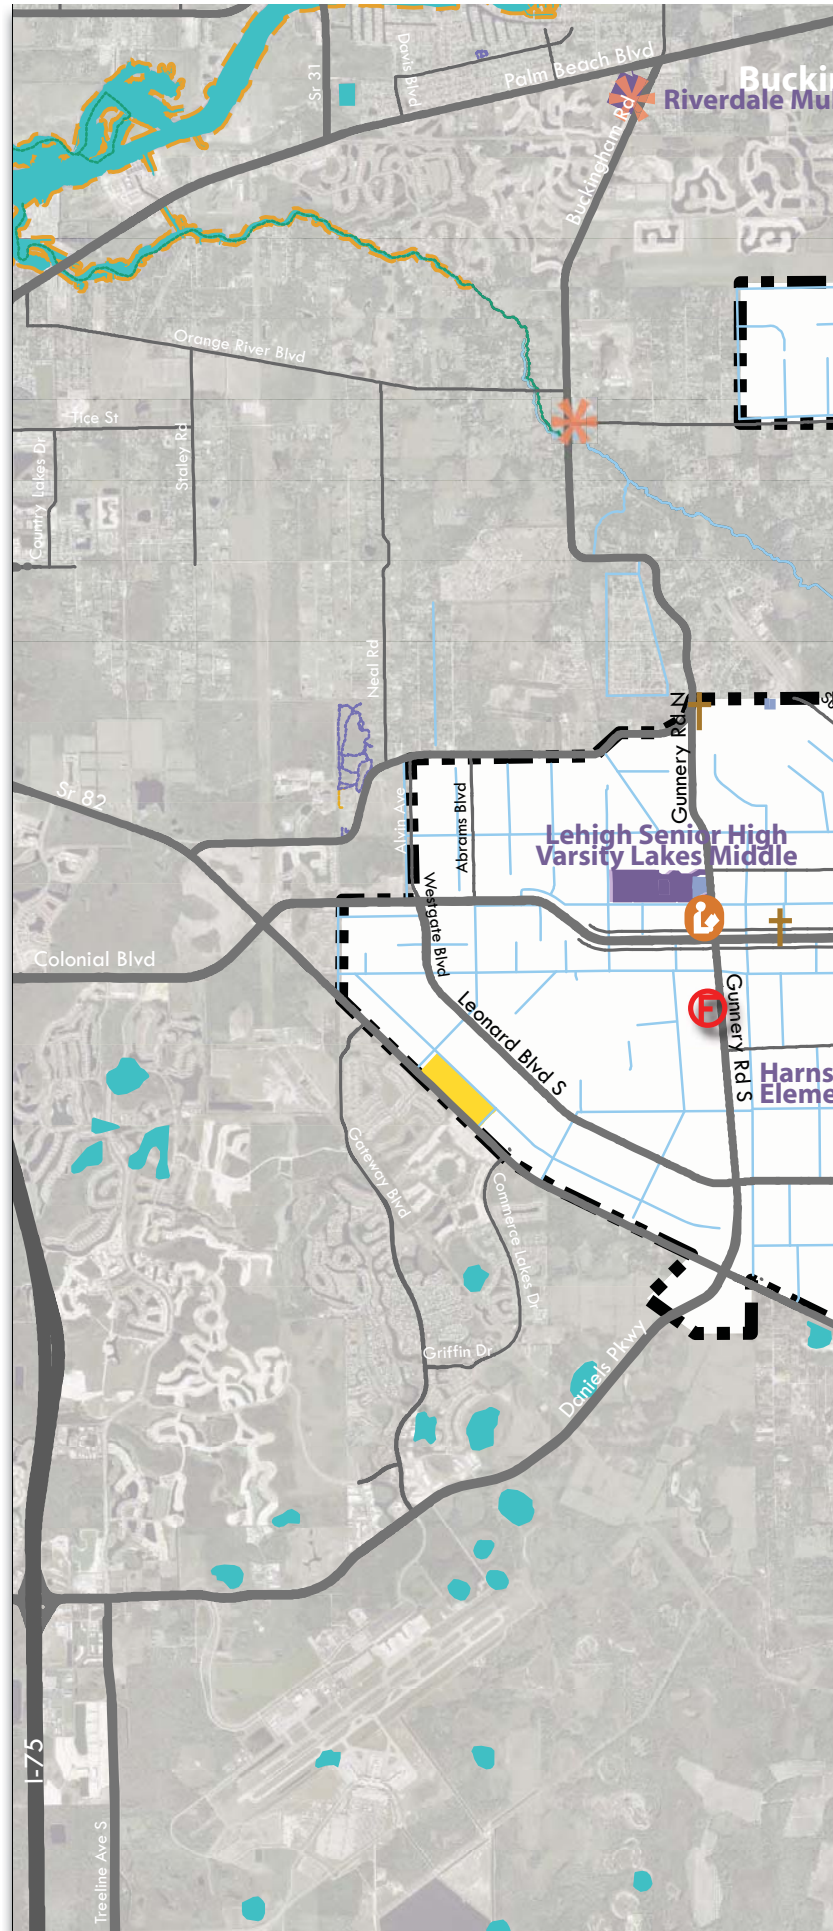 Davis Blvd
Sr 31
Palm Beach Blvd
Bucki
Riverdale Mu
Buckingham Rd
Orange River Blvd
Tice St
Staley Rd
Country Lakes Dr
Neal Rd
Gunnery Rd N
Sr 82
Alvin Ave
Abrams Blvd
Lehigh Senior High
Varsity Lakes Middle
Westgate Blvd
Colonial Blvd
Leonard Blvd S
F
Gunnery Rd S
Harns
Eleme
Gateway Blvd
Commerce Lakes Dr
Griffin Dr
Daniels Pkwy
I-75
Treeline Ave S